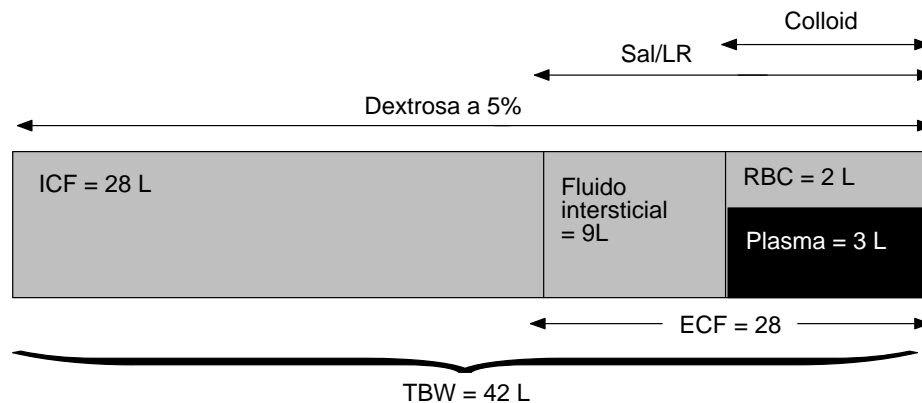 Colloid
Sal/LR
Dextrosa a 5%
ICF = 28 L
Fluido
intersticial
= 9L
RBC = 2 L
Plasma = 3 L
ECF = 28
TBW = 42 L